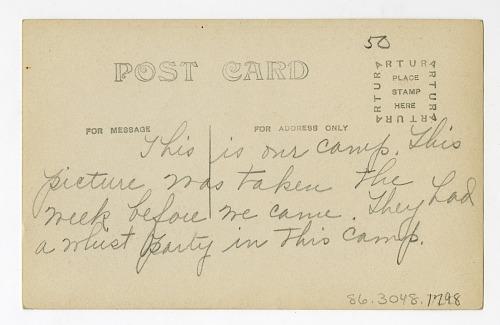 50
POST CARD
ARTURA
ARTURA
ARTURA
ARTURA
PLACE
STAMP
HERE
FOR MESSAGE
FOR ADDRESS ONLY
This is our camp. This
picture was taken the
week before we came. They had
a whist party in this camp.
86.3048.1798